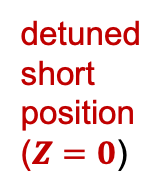 detuned
short
position
(Z = 0)